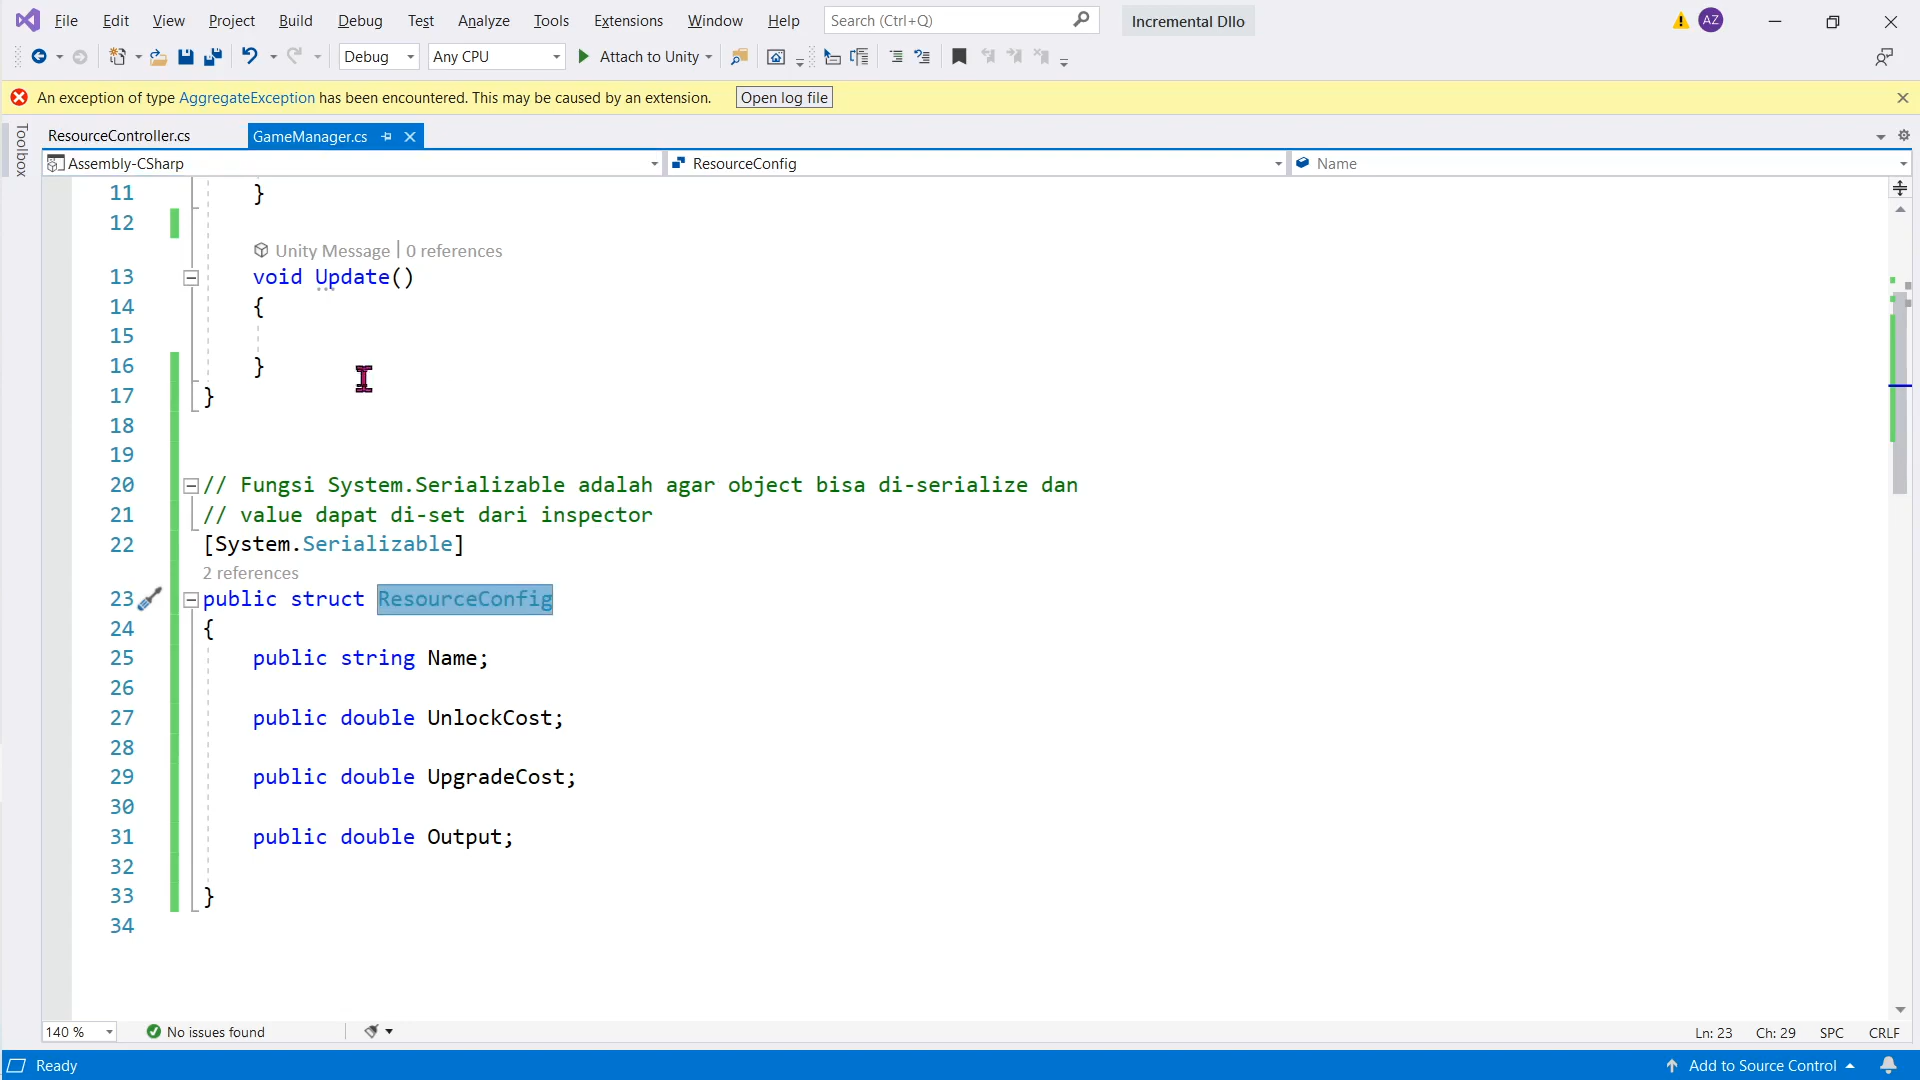 File Edit View Project Build Debug Test Analyze Tools Extensions Window Help Search (Ctrl+Q) Incremental Dllo AZ
Debug Any CPU Attach to Unity
An exception of type AggregateException has been encountered. This may be caused by an extension. Open log file
Toolbox
ResourceController.cs GameManager.cs
Assembly-CSharp ResourceConfig Name
11 }
12
Unity Message | 0 references
13 void Update()
14 {
15
16 }
17 }
18
19
20 // Fungsi System.Serializable adalah agar object bisa di-serialize dan
21 // value dapat di-set dari inspector
22 [System.Serializable]
2 references
23 public struct ResourceConfig
24 {
25 public string Name;
26
27 public double UnlockCost;
28
29 public double UpgradeCost;
30
31 public double Output;
32
33 }
34
140 % No issues found Ln: 23 Ch: 29 SPC CRLF
Ready Add to Source Control